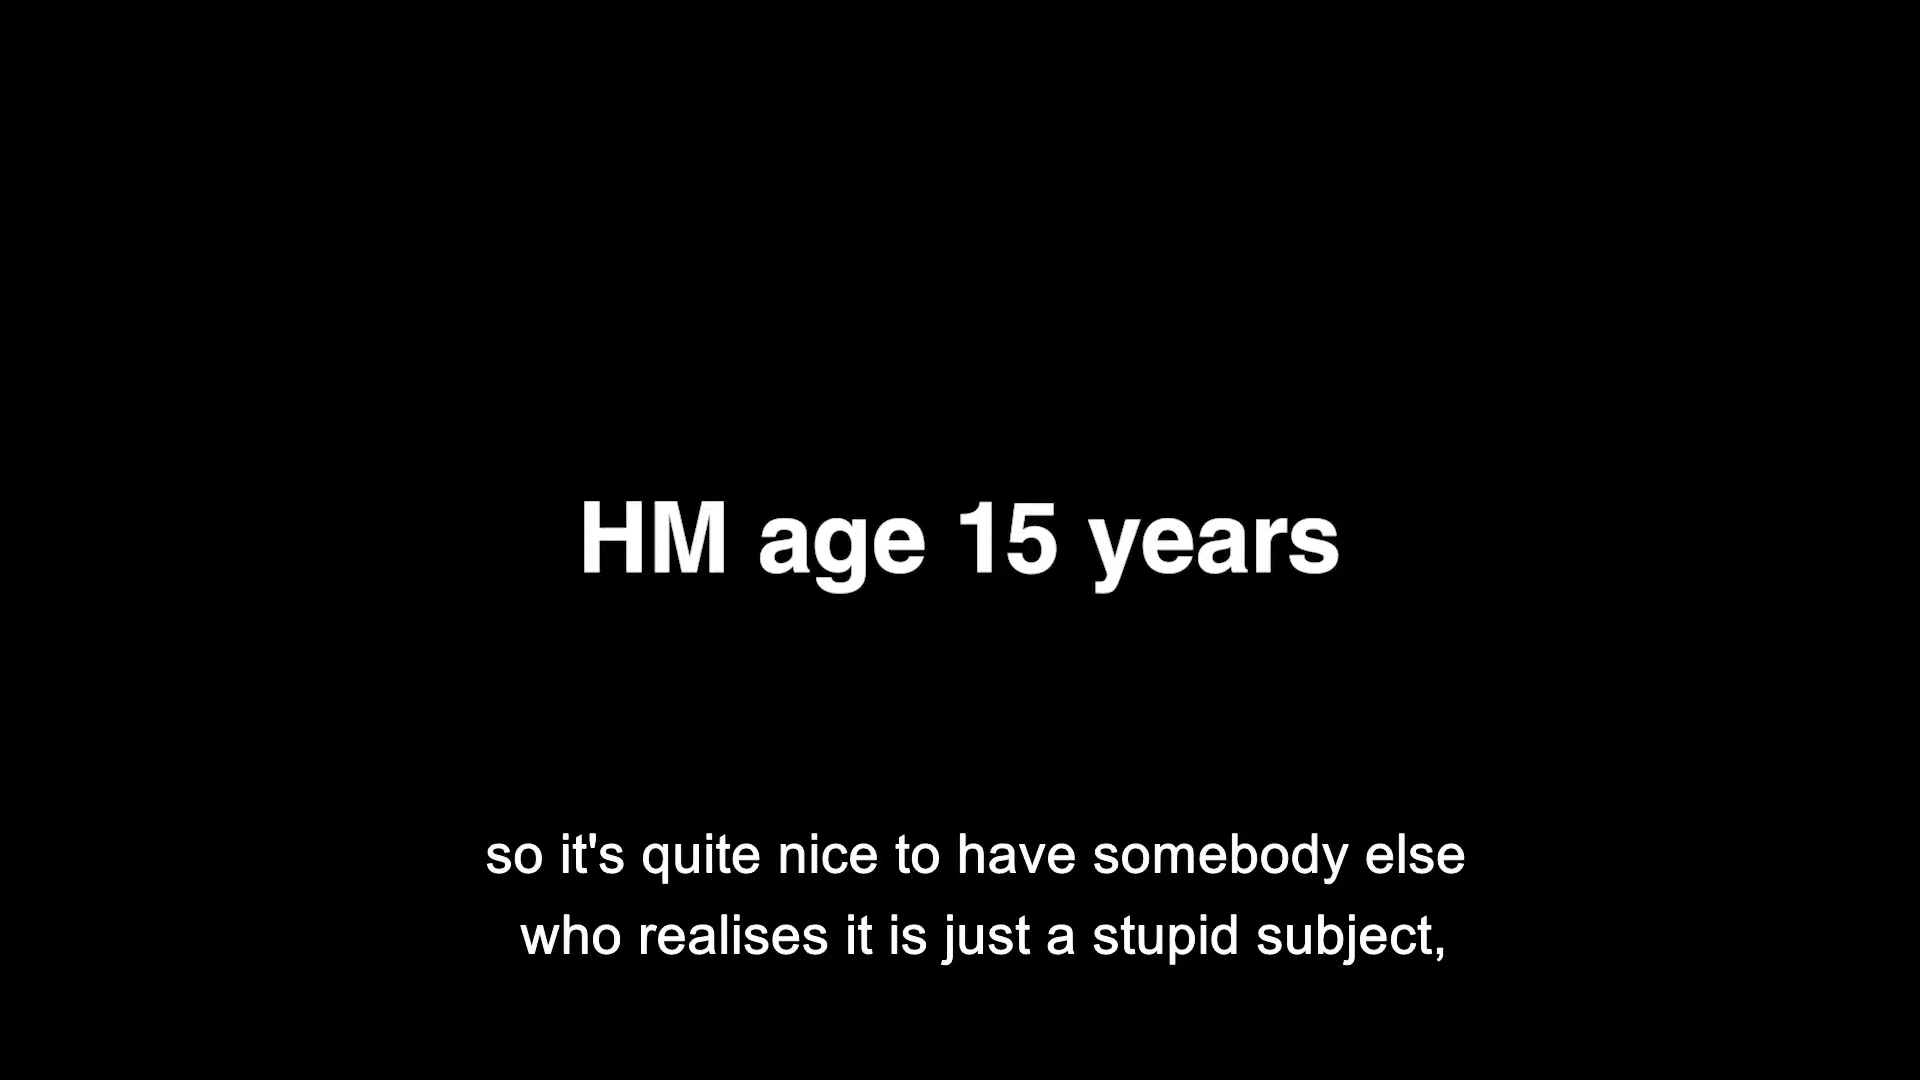 HM age 15 years
so it's quite nice to have somebody else
who realises it is just a stupid subject,